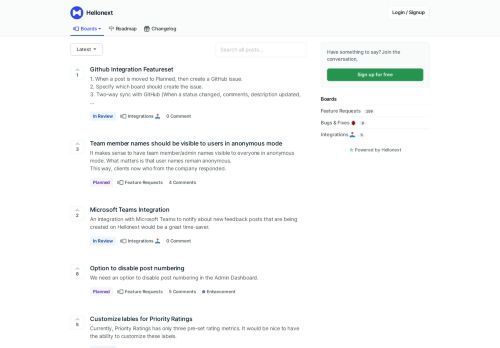 Hellonext
Login / Signup
Boards
Roadmap
Changelog
Latest
Search all posts...
1
Github Integration Featureset
1. When a post is moved to Planned, then create a GitHub issue.
2. Specify which board should create the issue.
3. Two-way sync with GitHub (When a status changed, comments, description updated,
...
In Review
Integrations
0 Comment
3
Team member names should be visible to users in anonymous mode
It makes sense to have team member/admin names visible to everyone in anonymous
mode. What matters is that user names remain anonymous.
This way, clients now who from the company responded.
Planned
Feature Requests
4 Comments
2
Microsoft Teams Integration
An integration with Microsoft Teams to notify about new feedback posts that are being
created on Hellonext would be a great time-saver.
In Review
Integrations
0 Comment
6
Option to disable post numbering
We need an option to disable post numbering in the Admin Dashboard.
Planned
Feature Requests
5 Comments
Enhancement
5
Customize lables for Priority Ratings
Currently, Priority Ratings has only three pre-set rating metrics. It would be nice to have
the ability to customize these labels.
Have something to say? Join the
conversation.
Sign up for free
Boards
Feature Requests
Bugs & Fixes
Integrations
Powered by Hellonext